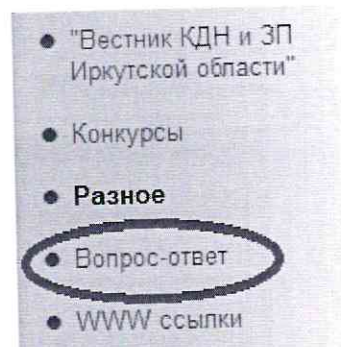 "Вестник КДН и ЗП
Иркутской области"
Конкурсы
Разное
Вопрос-ответ
WWW ссылки